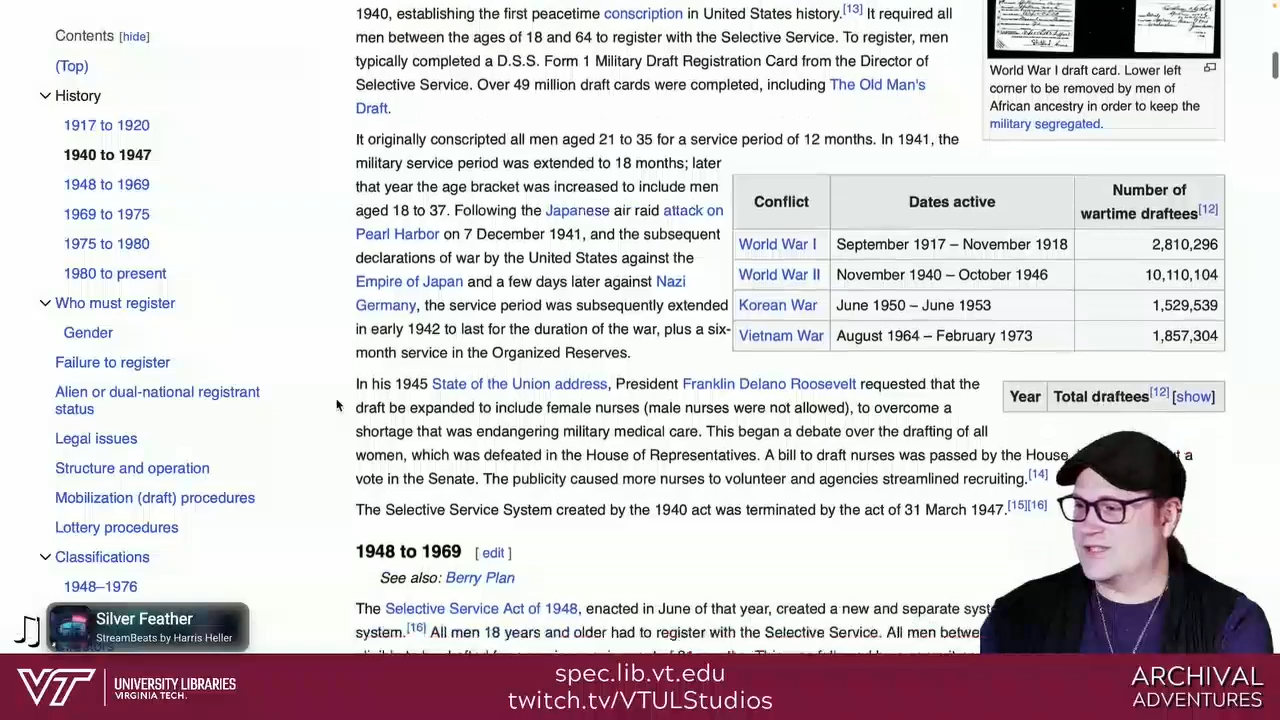 Contents [hide]
(Top)
History
1917 to 1920
1940 to 1947
1948 to 1969
1969 to 1975
1975 to 1980
1980 to present
Who must register
Gender
Failure to register
Alien or dual-national registrant
status
Legal issues
Structure and operation
Mobilization (draft) procedures
Lottery procedures
Classifications
1948–1976
1940, establishing the first peacetime conscription in United States history.[13] It required all
men between the ages of 18 and 64 to register with the Selective Service. To register, men
typically completed a D.S.S. Form 1 Military Draft Registration Card from the Director of
Selective Service. Over 49 million draft cards were completed, including The Old Man's
Draft.
It originally conscripted all men aged 21 to 35 for a service period of 12 months. In 1941, the
military service period was extended to 18 months; later
that year the age bracket was increased to include men
aged 18 to 37. Following the Japanese air raid attack on
Pearl Harbor on 7 December 1941, and the subsequent
declarations of war by the United States against the
Empire of Japan and a few days later against Nazi
Germany, the service period was subsequently extended
in early 1942 to last for the duration of the war, plus a six-
month service in the Organized Reserves.
World War I draft card. Lower left
corner to be removed by men of
African ancestry in order to keep the
military segregated.
Conflict Dates active Number of
wartime draftees[12]
World War I September 1917 – November 1918 2,810,296
World War II November 1940 – October 1946 10,110,104
Korean War June 1950 – June 1953 1,529,539
Vietnam War August 1964 – February 1973 1,857,304
Year Total draftees[12] [show]
In his 1945 State of the Union address, President Franklin Delano Roosevelt requested that the
draft be expanded to include female nurses (male nurses were not allowed), to overcome a
shortage that was endangering military medical care. This began a debate over the drafting of all
women, which was defeated in the House of Representatives. A bill to draft nurses was passed by the House, a
vote in the Senate. The publicity caused more nurses to volunteer and agencies streamlined recruiting.[14]
The Selective Service System created by the 1940 act was terminated by the act of 31 March 1947.[15][16]
1948 to 1969 [ edit ]
See also: Berry Plan
The Selective Service Act of 1948, enacted in June of that year, created a new and separate
system.[16] All men 18 years and older had to register with the Selective Service. All men
Silver Feather
StreamBeats by Harris Heller
VT UNIVERSITY LIBRARIES
VIRGINIA TECH.
spec.lib.vt.edu
twitch.tv/VTULStudios
ARCHIVAL
ADVENTURES